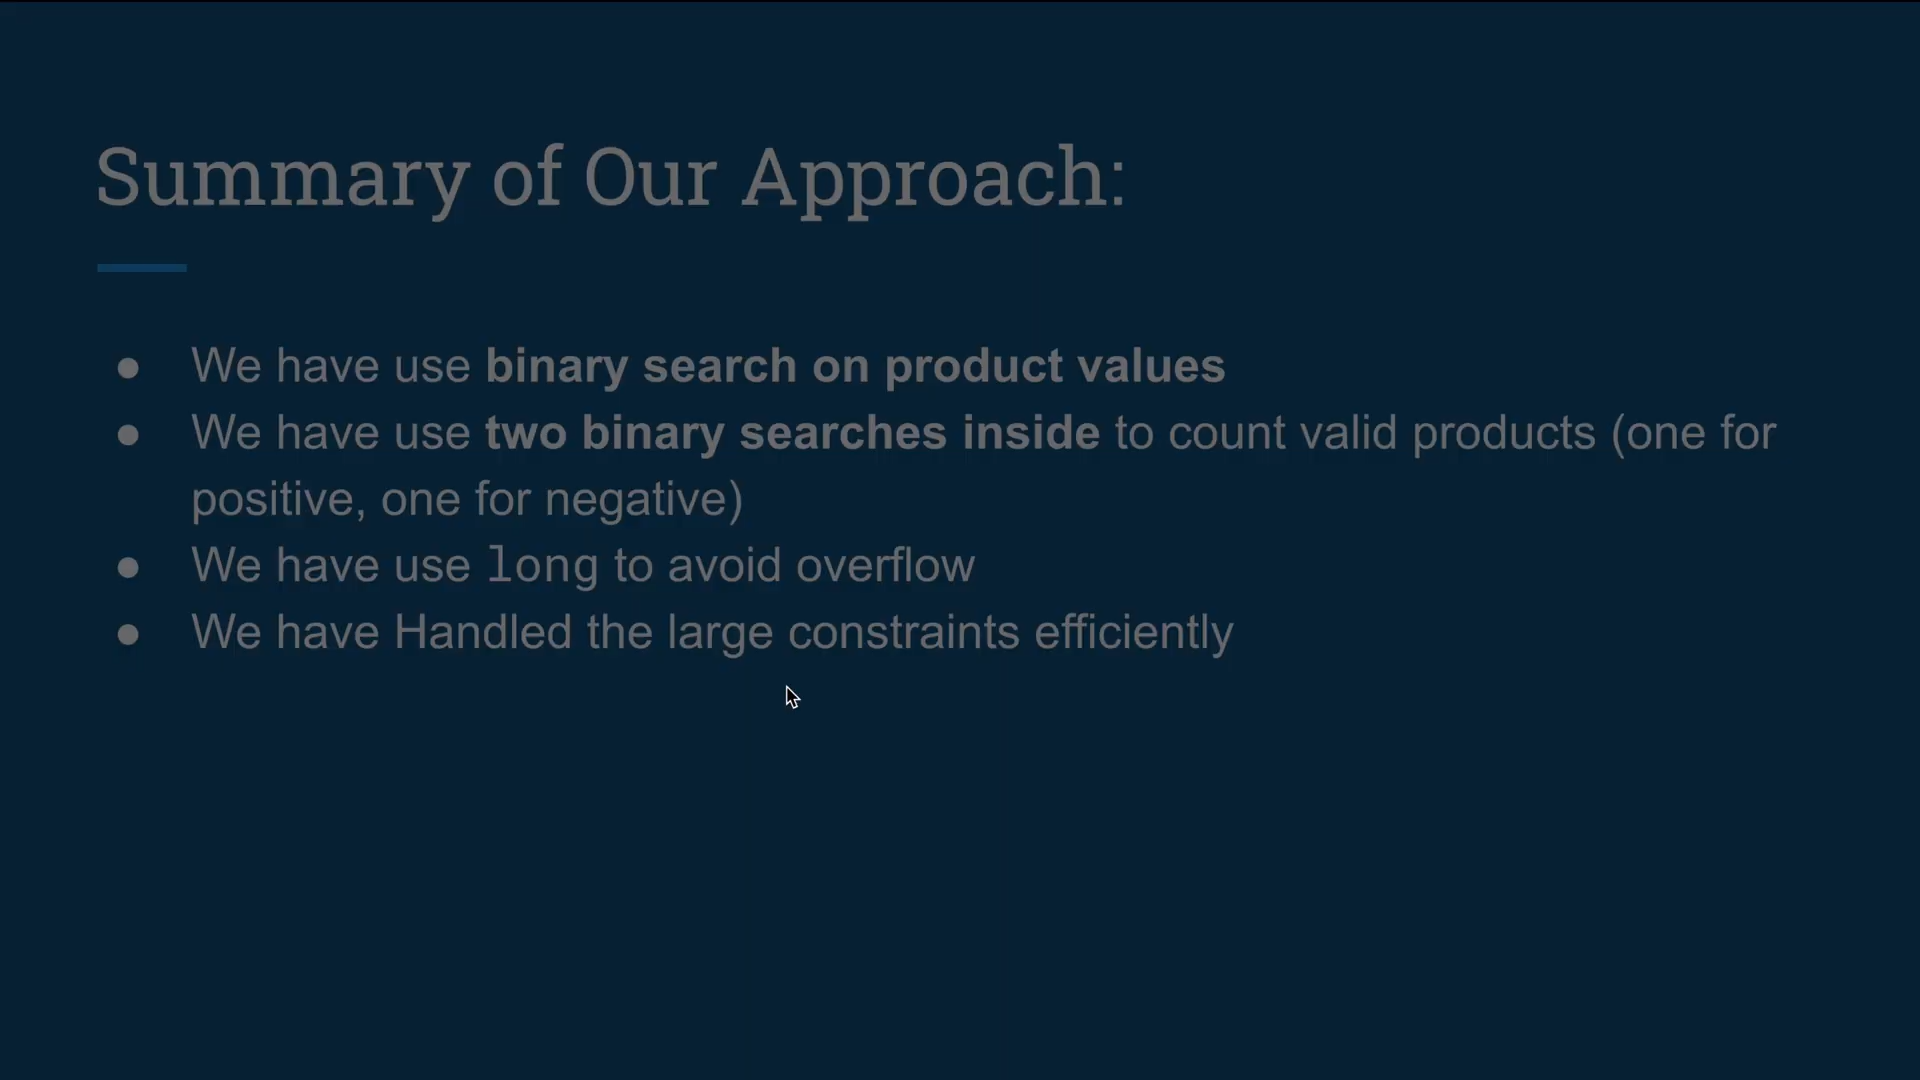 Summary of Our Approach:
● We have use binary search on product values
● We have use two binary searches inside to count valid products (one for
positive, one for negative)
● We have use long to avoid overflow
● We have Handled the large constraints efficiently